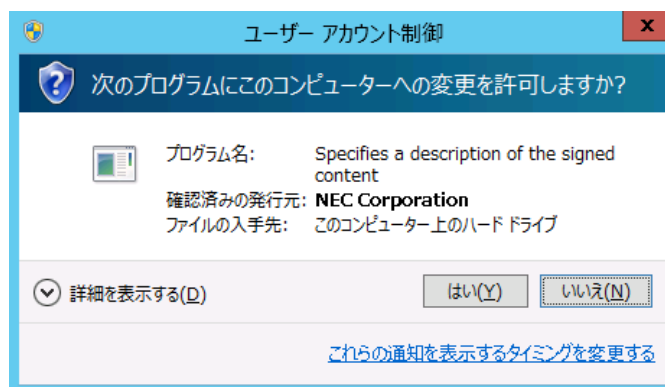 ユーザー アカウント制御
x
次のプログラムにこのコンピューターへの変更を許可しますか?
プログラム名: Specifies a description of the signed
content
確認済みの発行元: NEC Corporation
ファイルの入手先: このコンピューター上のハード ドライブ
詳細を表示する(D)
はい(Y)
いいえ(N)
これらの通知を表示するタイミングを変更する